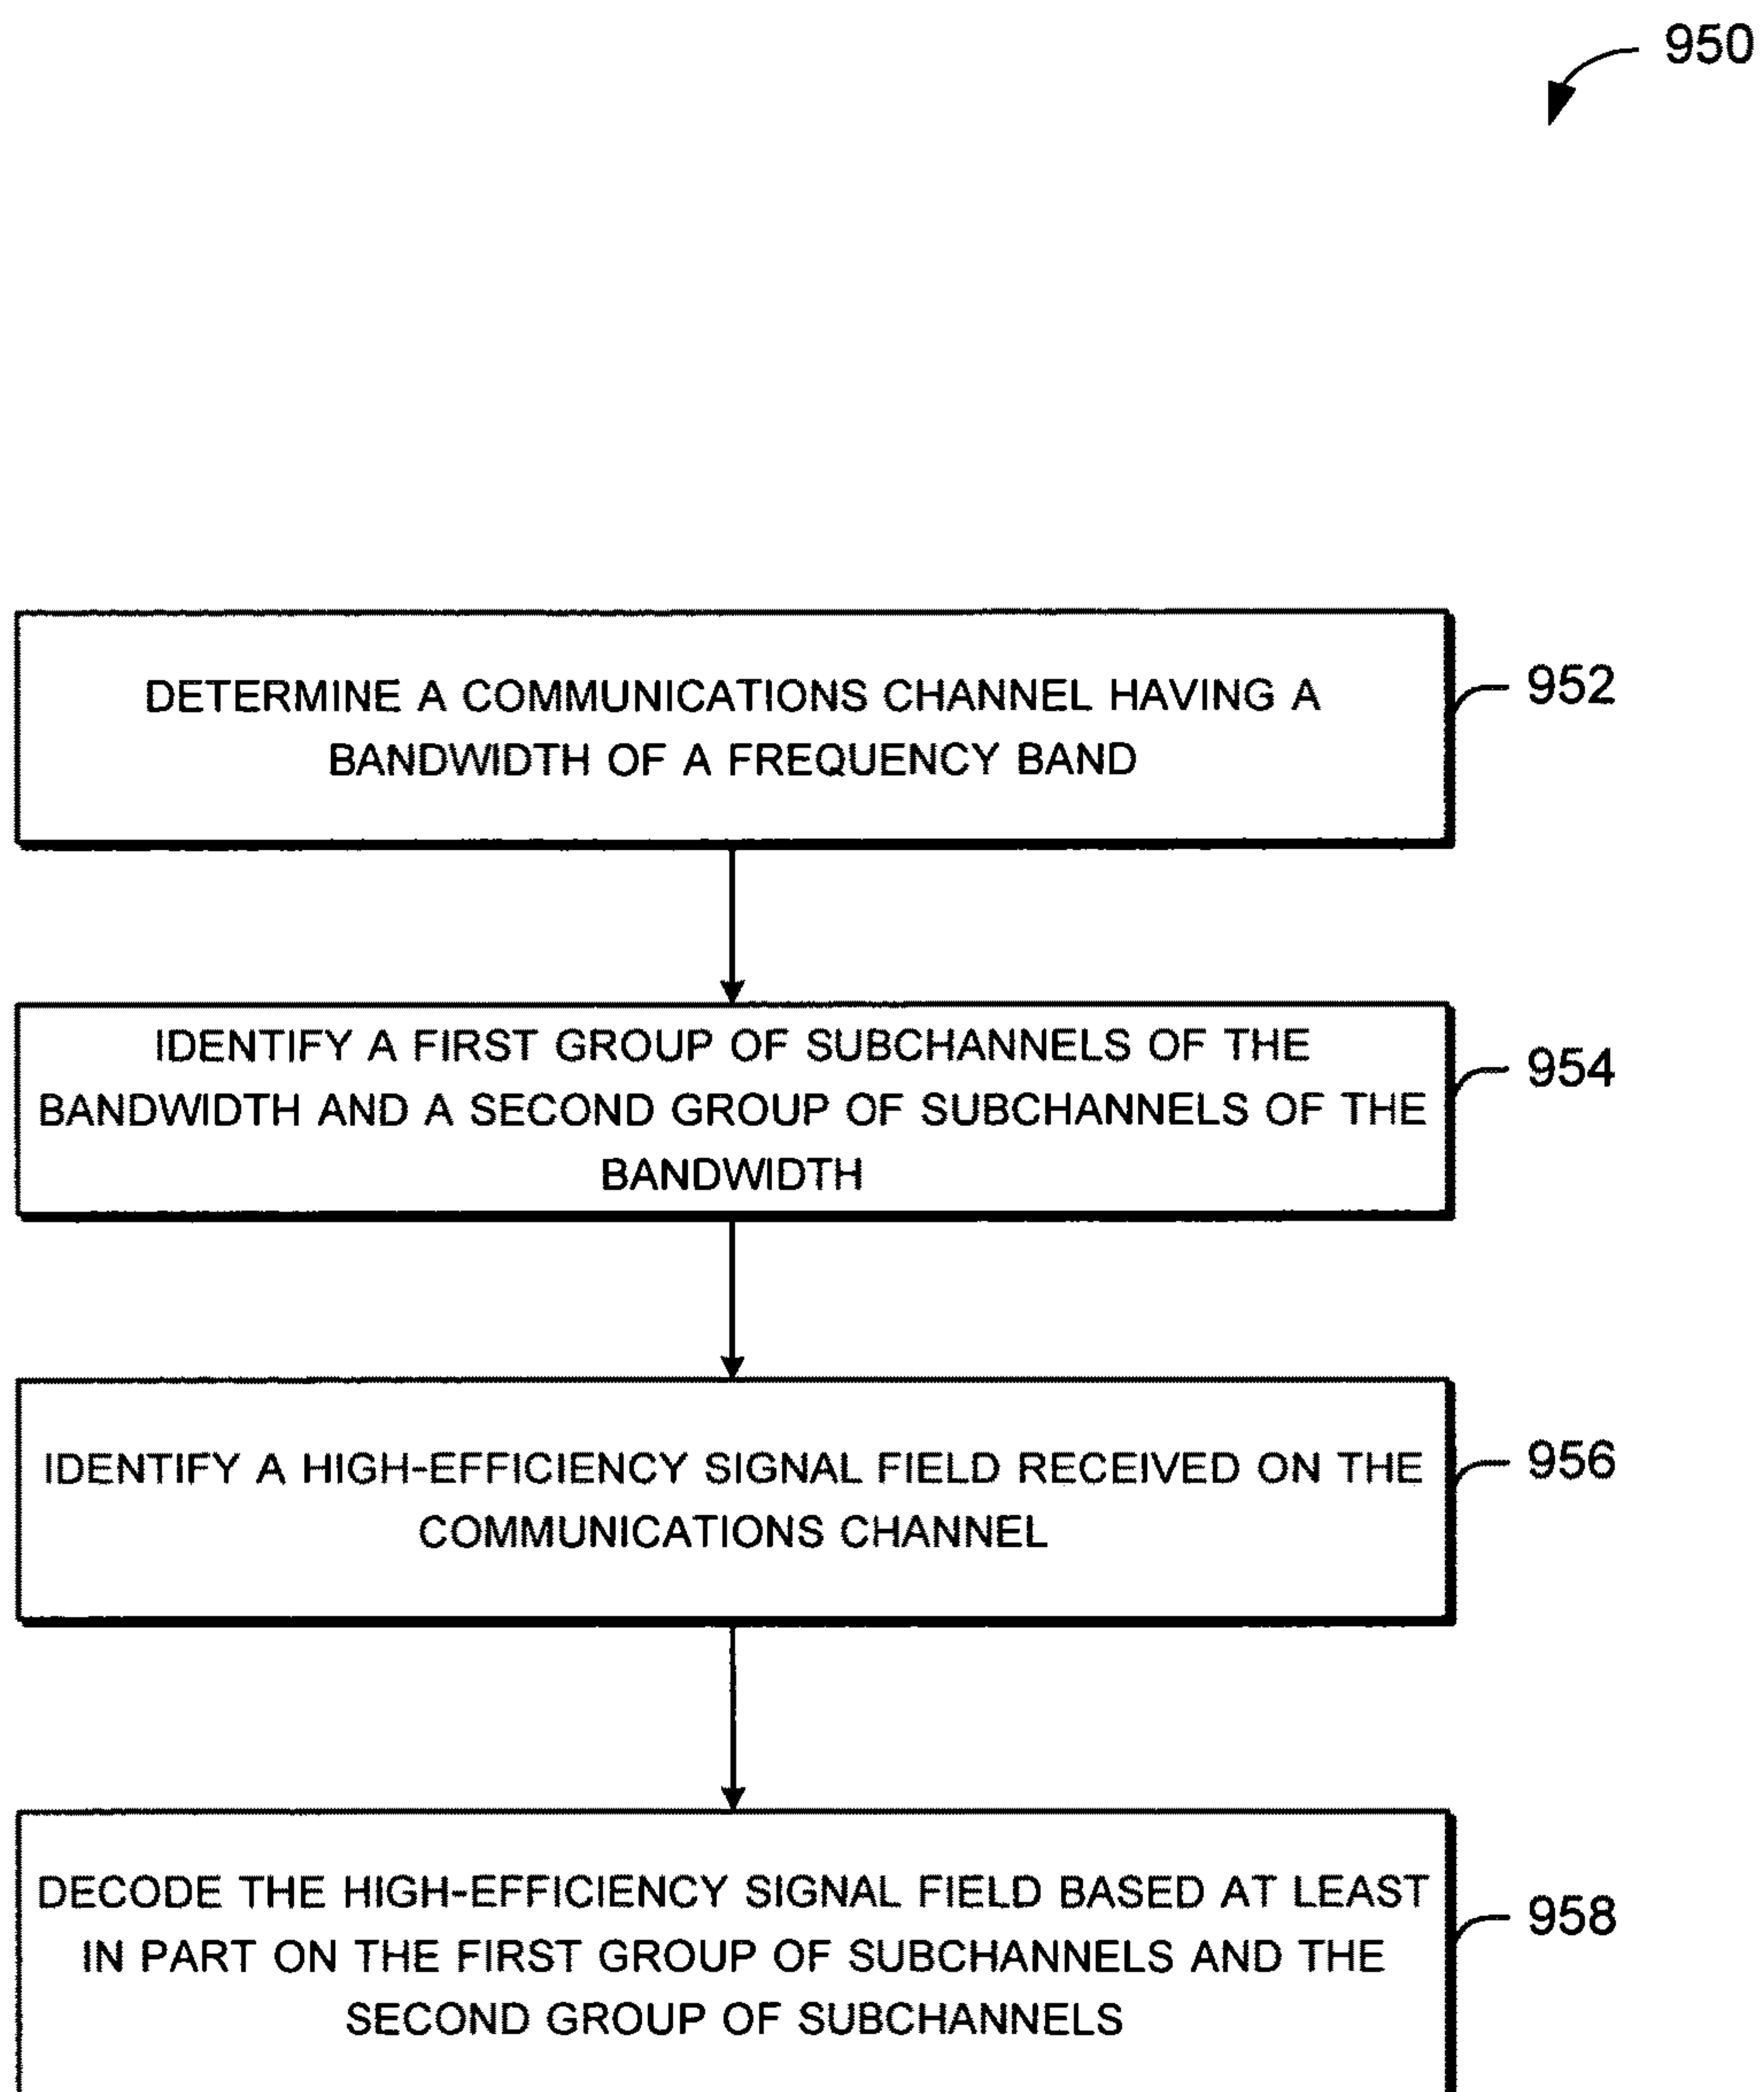 950
DETERMINE A COMMUNICATIONS CHANNEL HAVING A
BANDWIDTH OF A FREQUENCY BAND
952
IDENTIFY A FIRST GROUP OF SUBCHANNELS OF THE
BANDWIDTH AND A SECOND GROUP OF SUBCHANNELS OF THE
BANDWIDTH
954
IDENTIFY A HIGH-EFFICIENCY SIGNAL FIELD RECEIVED ON THE
COMMUNICATIONS CHANNEL
956
DECODE THE HIGH-EFFICIENCY SIGNAL FIELD BASED AT LEAST
IN PART ON THE FIRST GROUP OF SUBCHANNELS AND THE
SECOND GROUP OF SUBCHANNELS
958